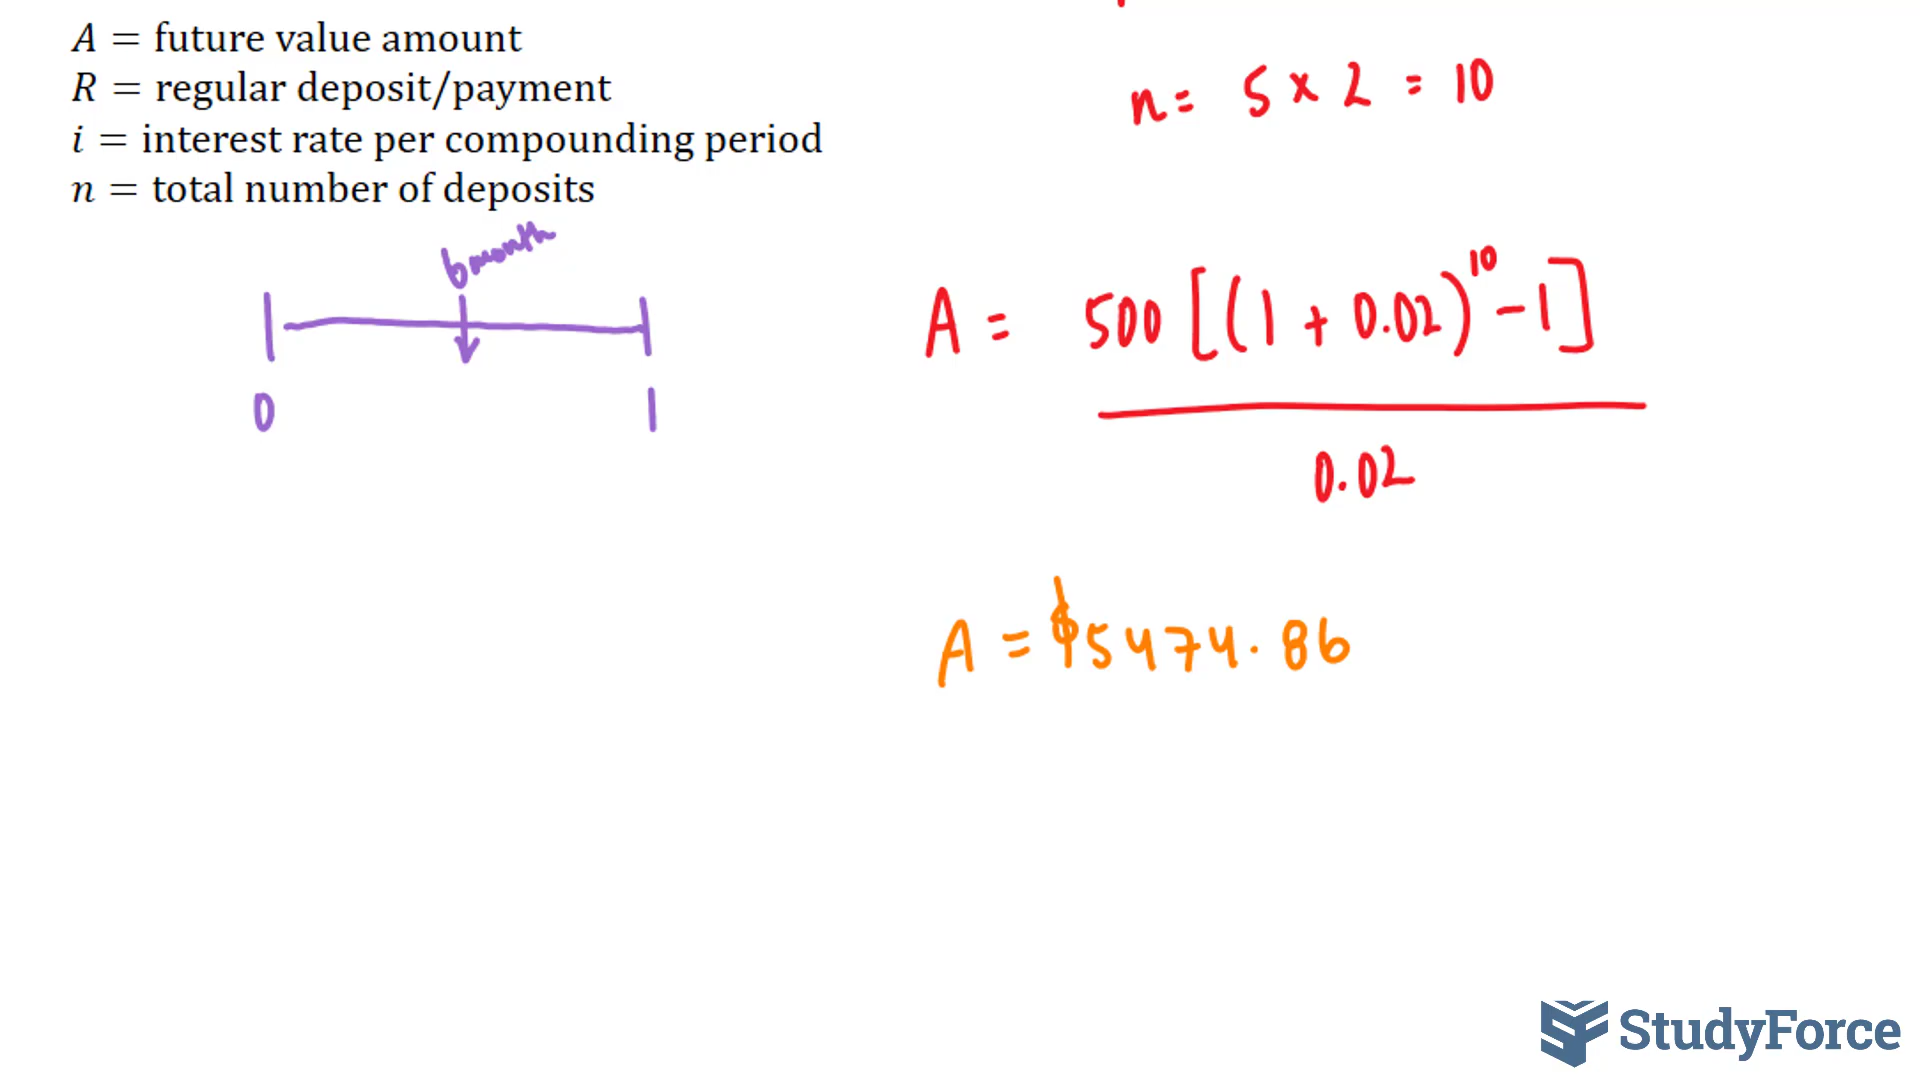 A = future value amount
R = regular deposit/payment
i = interest rate per compounding period
n = total number of deposits
6 month
0 1
n = 5 x 2 = 10
A = 500 [(1 + 0.02)^10 - 1]
0.02
A = $5474.86
StudyForce